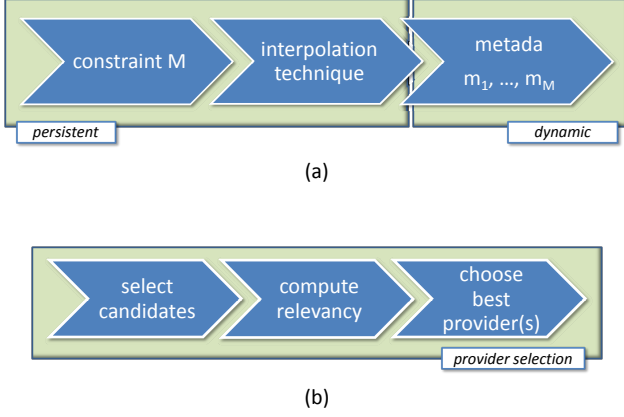 constraint M
interpolation
technique
metada
m1, …, mM
persistent
dynamic
(a)
select
candidates
compute
relevancy
choose
best
provider(s)
provider selection
(b)